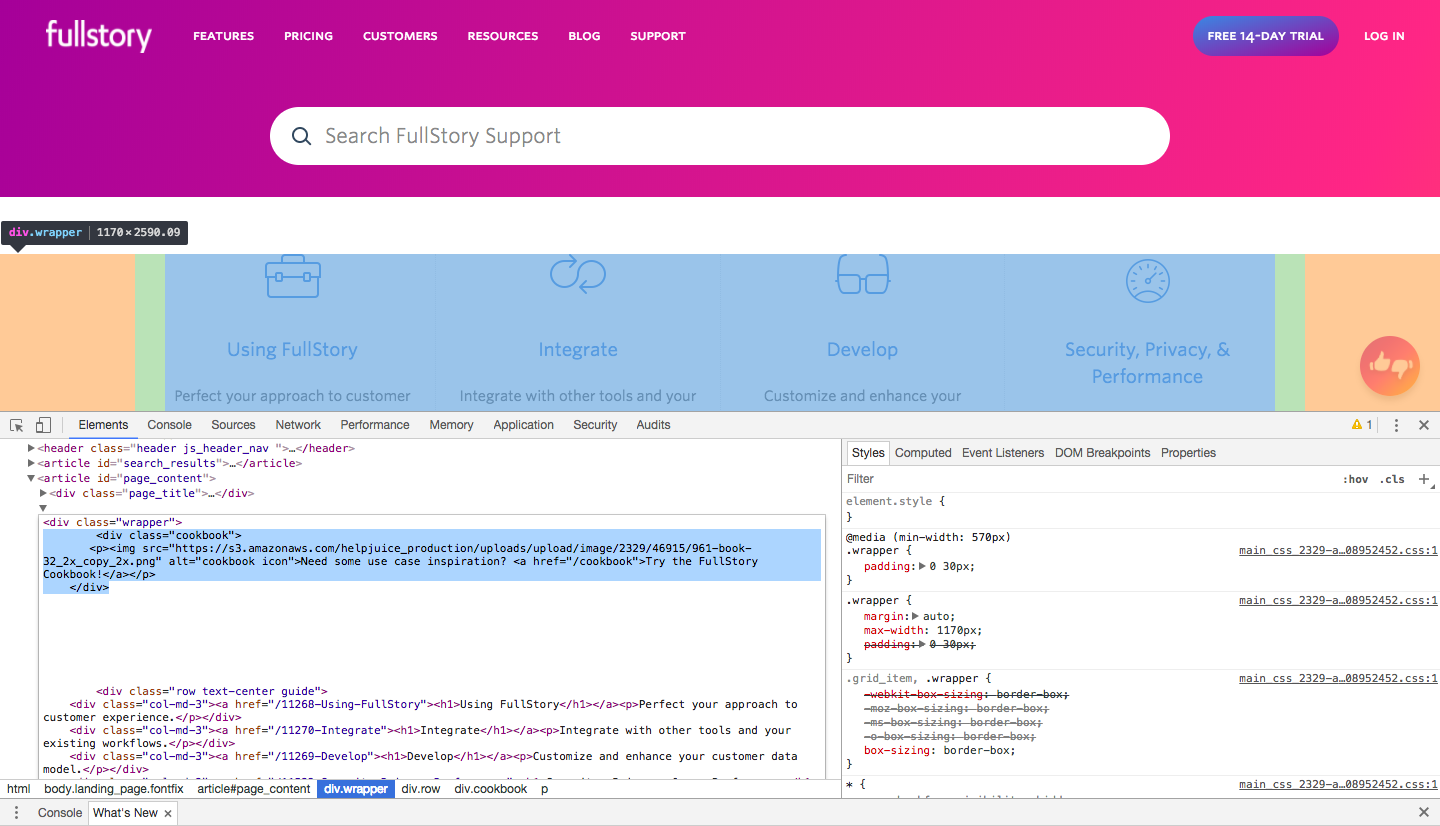 fullstory FEATURES PRICING CUSTOMERS RESOURCES BLOG SUPPORT FREE 14-DAY TRIAL LOG IN
Search FullStory Support
div.wrapper | 1170 × 2590.09
Using FullStory
Integrate
Develop
Security, Privacy, &
Performance
Perfect your approach to customer
Integrate with other tools and your
Customize and enhance your
Elements Console Sources Network Performance Memory Application Security Audits 1
<header class="header js_header_nav ">…</header>
<article id="search_results">…</article>
<article id="page_content">
<div class="page_title">…</div>
<div class="wrapper">
<div class="cookbook">
<p><img src="https://s3.amazonaws.com/helpjuice_production/uploads/upload/image/2329/46915/961-book-
32_2x_copy_2x.png" alt="cookbook icon">Need some use case inspiration? <a href="/cookbook">Try the FullStory
Cookbook!</a></p>
</div>
<div class="row text-center guide">
<div class="col-md-3"><a href="/11268-Using-FullStory"><h1>Using FullStory</h1></a><p>Perfect your approach to
customer experience.</p></div>
<div class="col-md-3"><a href="/11270-Integrate"><h1>Integrate</h1></a><p>Integrate with other tools and your
existing workflows.</p></div>
<div class="col-md-3"><a href="/11269-Develop"><h1>Develop</h1></a><p>Customize and enhance your customer data
model.</p></div>
html body.landing_page.fontfix article#page_content div.wrapper div.row div.cookbook p
Styles Computed Event Listeners DOM Breakpoints Properties
Filter :hov .cls +
element.style {
}
@media (min-width: 570px)
.wrapper { main_css_2329-a…08952452.css:1
padding: 0 30px;
}
.wrapper { main_css_2329-a…08952452.css:1
margin: auto;
max-width: 1170px;
padding: 0 30px;
}
.grid_item, .wrapper { main_css_2329-a…08952452.css:1
-webkit-box-sizing: border-box;
-moz-box-sizing: border-box;
-ms-box-sizing: border-box;
-o-box-sizing: border-box;
box-sizing: border-box;
}
* { main_css_2329-a…08952452.css:1
Console What's New